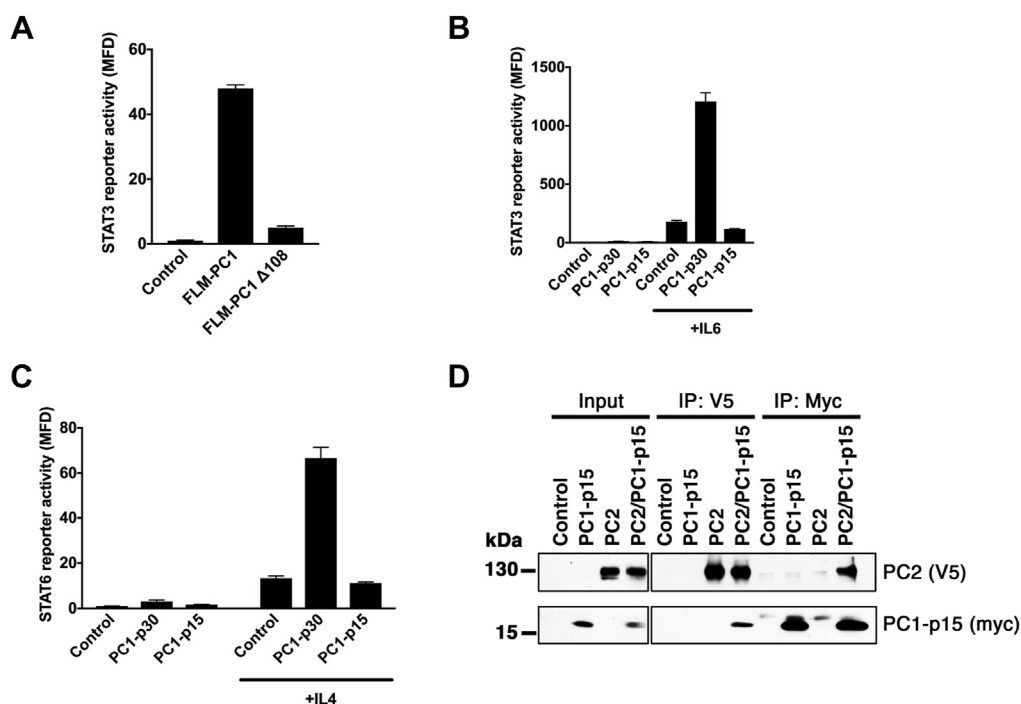 A
STAT3 reporter activity (MFD)
60
40
20
0
Control
FLM-PC1
FLM-PC1 Δ108
B
STAT3 reporter activity (MFD)
1500
1000
500
0
Control
PC1-p30
PC1-p15
Control
PC1-p30
PC1-p15
+IL6
C
STAT6 reporter activity (MFD)
80
60
40
20
0
Control
PC1-p30
PC1-p15
Control
PC1-p30
PC1-p15
+IL4
D
Input
IP: V5
IP: Myc
Control
PC1-p15
PC2
PC2/PC1-p15
Control
PC1-p15
PC2
PC2/PC1-p15
Control
PC1-p15
PC2
PC2/PC1-p15
kDa
130
PC2 (V5)
15
PC1-p15 (myc)